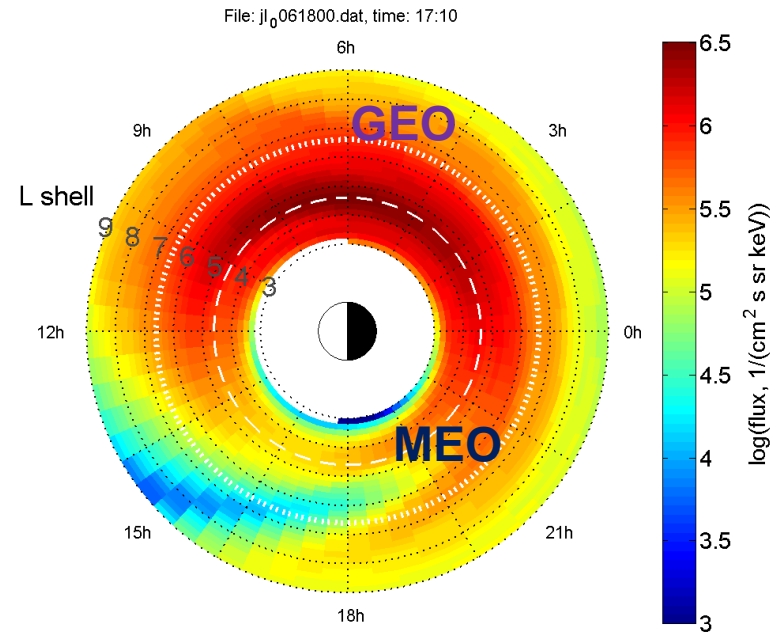 File: jl₀061800.dat, time: 17:10
6h
9h
3h
GEO
L shell
9 8 7 6 5 4 3
12h
0h
MEO
15h
21h
18h
6.5
6
5.5
5
4.5
4
3.5
3
log(flux, 1/(cm² s sr keV))